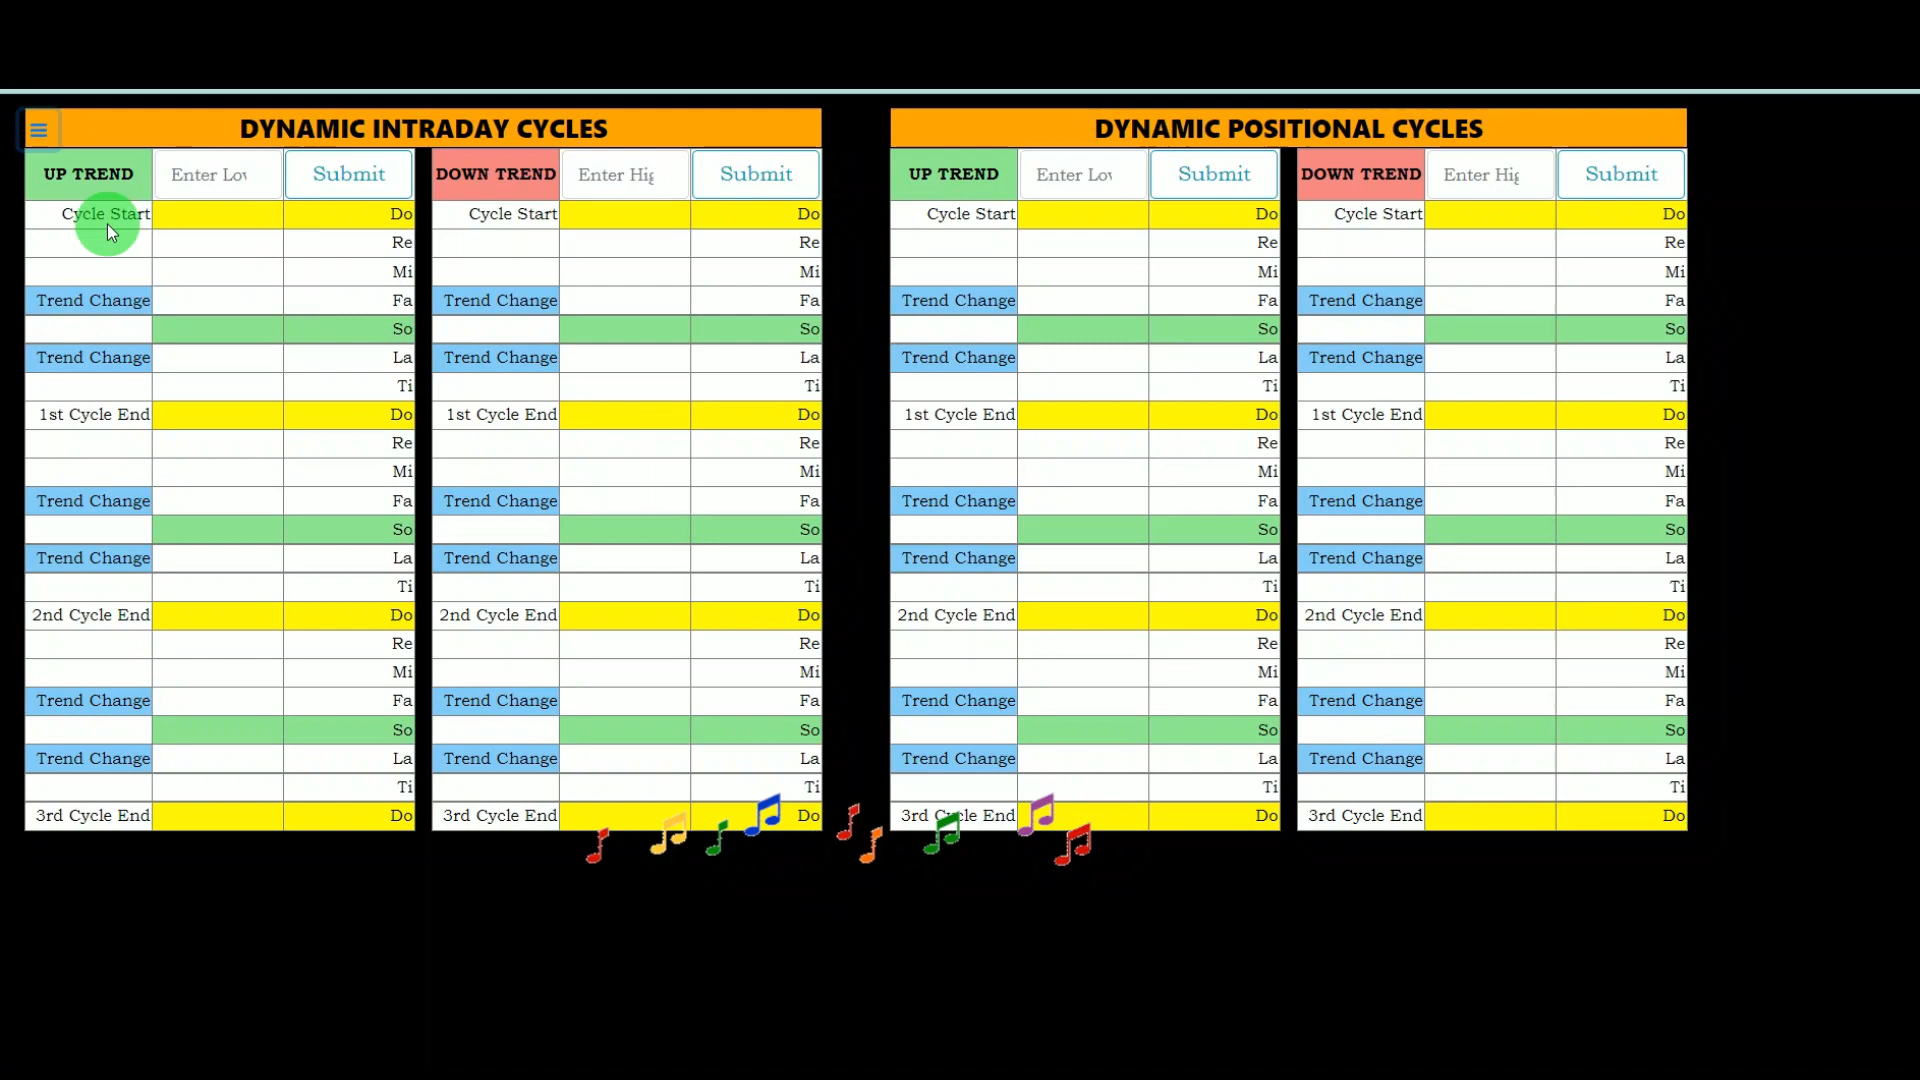 DYNAMIC INTRADAY CYCLES DYNAMIC POSITIONAL CYCLES
UP TREND Enter Lov Submit DOWN TREND Enter Hig Submit UP TREND Enter Lov Submit DOWN TREND Enter Hig Submit
Cycle Start Do Cycle Start Do Cycle Start Do Cycle Start Do
Re Re Re Re
Mi Mi Mi Mi
Trend Change Fa Trend Change Fa Trend Change Fa Trend Change Fa
So So So So
Trend Change La Trend Change La Trend Change La Trend Change La
Ti Ti Ti Ti
1st Cycle End Do 1st Cycle End Do 1st Cycle End Do 1st Cycle End Do
Re Re Re Re
Mi Mi Mi Mi
Trend Change Fa Trend Change Fa Trend Change Fa Trend Change Fa
So So So So
Trend Change La Trend Change La Trend Change La Trend Change La
Ti Ti Ti Ti
2nd Cycle End Do 2nd Cycle End Do 2nd Cycle End Do 2nd Cycle End Do
Re Re Re Re
Mi Mi Mi Mi
Trend Change Fa Trend Change Fa Trend Change Fa Trend Change Fa
So So So So
Trend Change La Trend Change La Trend Change La Trend Change La
Ti Ti Ti Ti
3rd Cycle End Do 3rd Cycle End Do 3rd Cycle End Do 3rd Cycle End Do